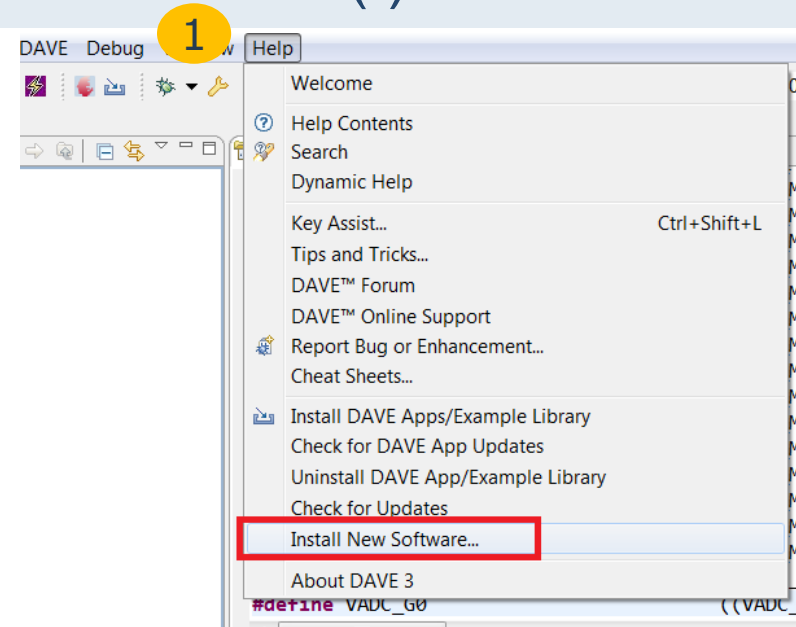 1
DAVE Debug w Help
Welcome
Help Contents
Search
Dynamic Help
Key Assist... Ctrl+Shift+L
Tips and Tricks...
DAVE™ Forum
DAVE™ Online Support
Report Bug or Enhancement...
Cheat Sheets...
Install DAVE Apps/Example Library
Check for DAVE App Updates
Uninstall DAVE App/Example Library
Check for Updates
Install New Software...
About DAVE 3
#define VADC_G0 ((VADC_